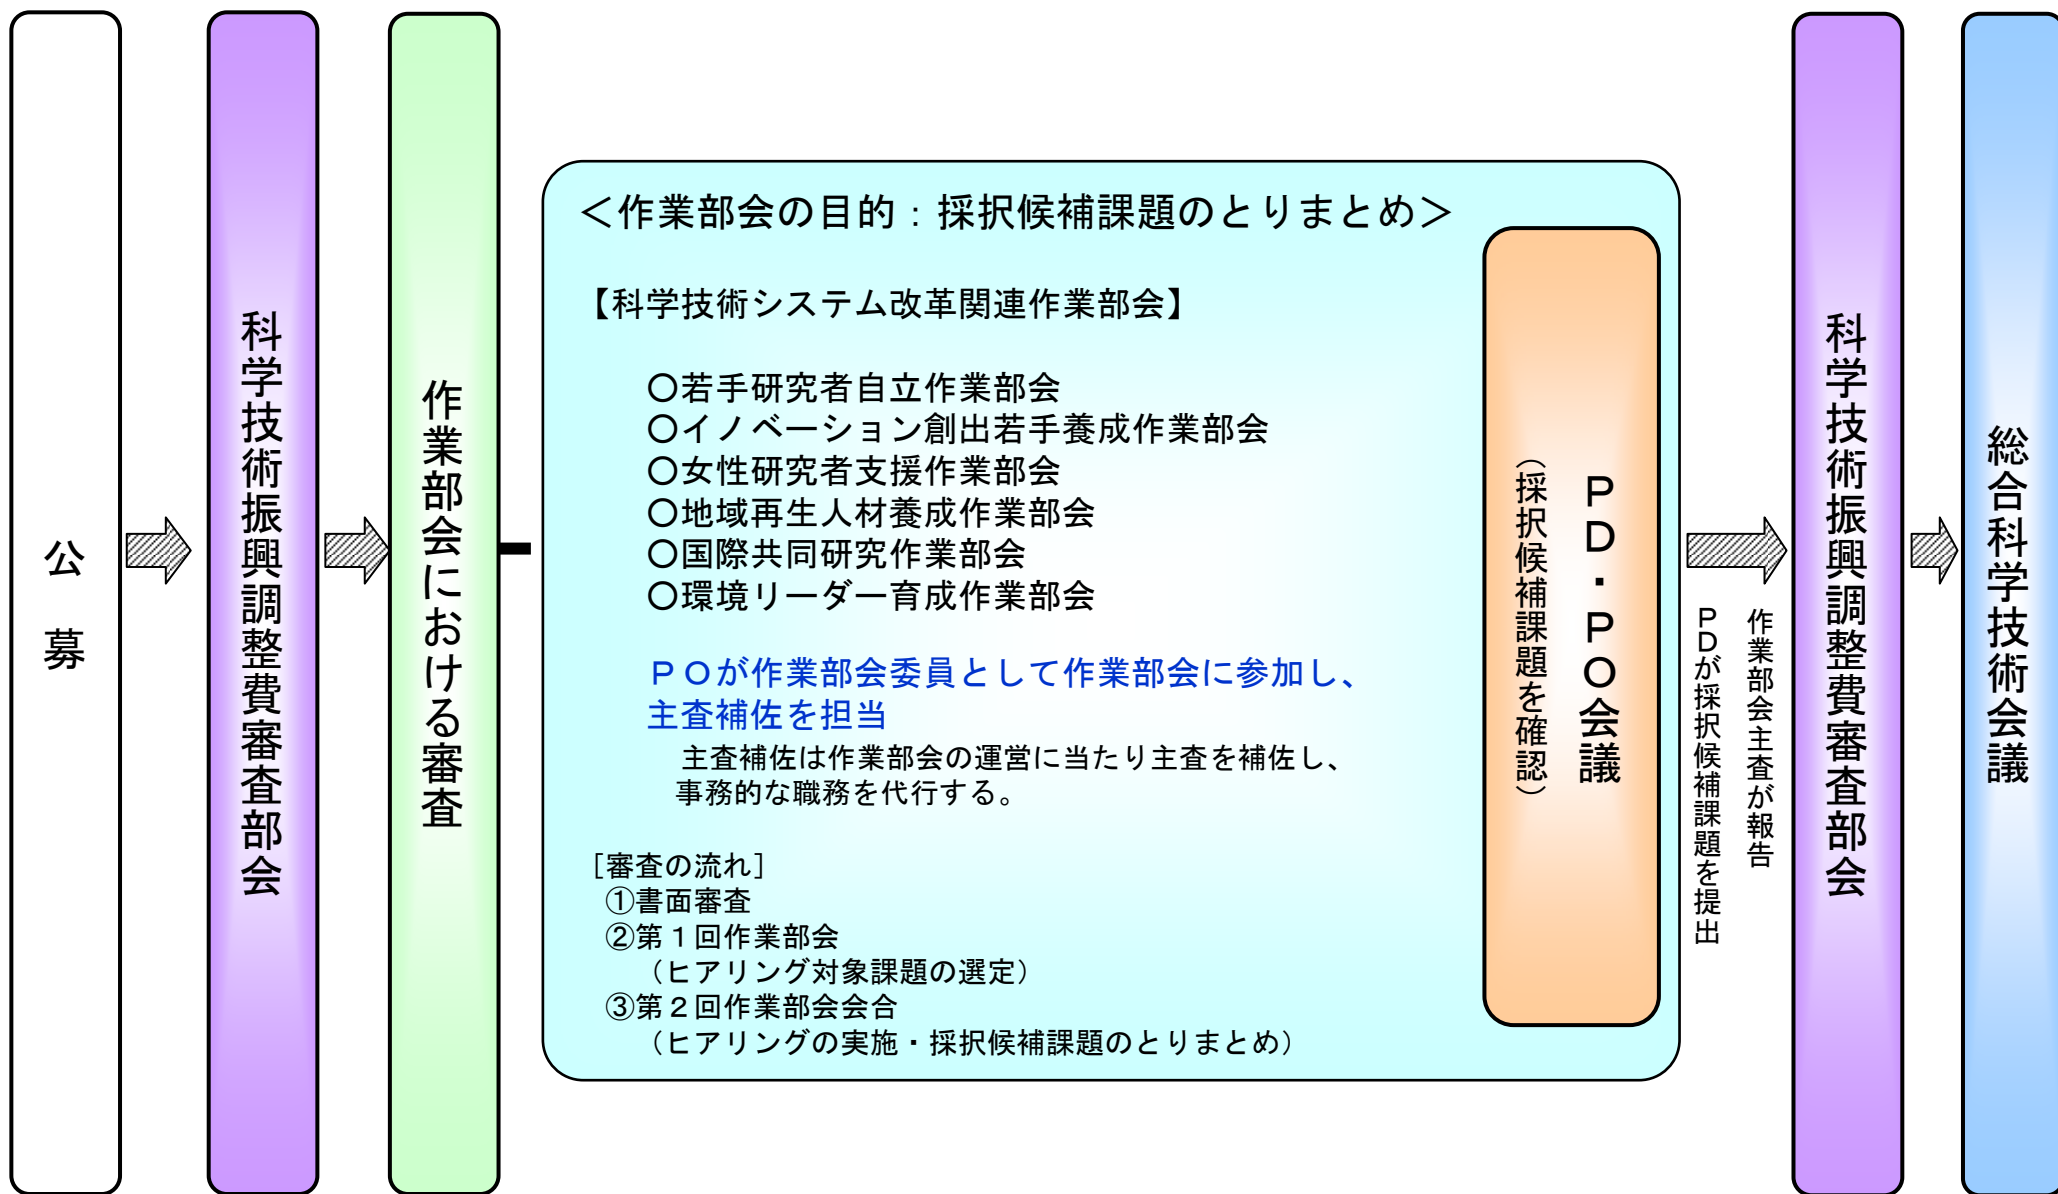 公募
科学技術振興調整費審査部会
作業部会における審査
＜作業部会の目的：採択候補課題のとりまとめ＞
【科学技術システム改革関連作業部会】
○若手研究者自立作業部会
○イノベーション創出若手養成作業部会
○女性研究者支援作業部会
○地域再生人材養成作業部会
○国際共同研究作業部会
○環境リーダー育成作業部会
ＰＯが作業部会委員として作業部会に参加し、
主査補佐を担当
主査補佐は作業部会の運営に当たり主査を補佐し、
事務的な職務を代行する。
［審査の流れ］
①書面審査
②第１回作業部会
（ヒアリング対象課題の選定）
③第２回作業部会会合
（ヒアリングの実施・採択候補課題のとりまとめ）
ＰＤ・ＰＯ会議
（採択候補課題を確認）
作業部会主査が報告
ＰＤが採択候補課題を提出
科学技術振興調整費審査部会
総合科学技術会議